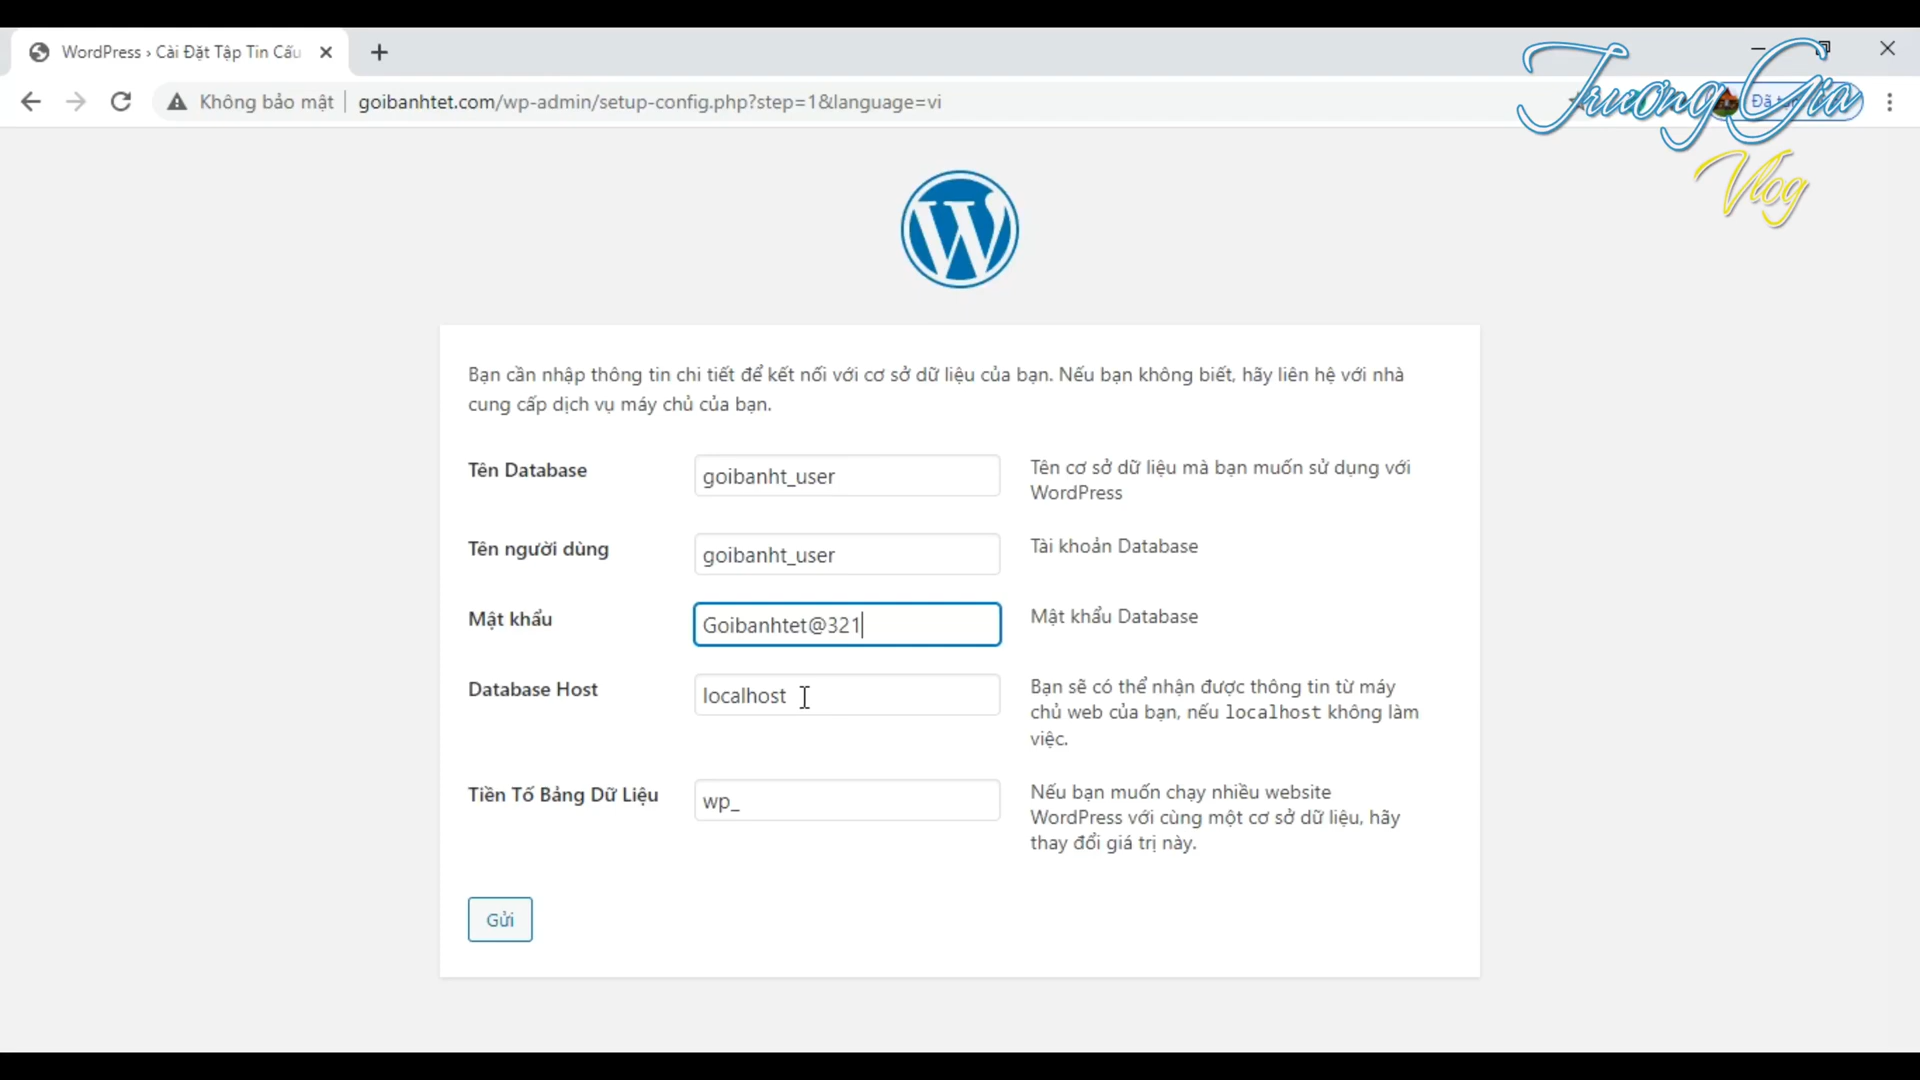 WordPress › Cài Đặt Tập Tin Cấu
Không bảo mật
goibanhtet.com/wp-admin/setup-config.php?step=1&language=vi
Trương Gia
Vlog
Bạn cần nhập thông tin chi tiết để kết nối với cơ sở dữ liệu của bạn. Nếu bạn không biết, hãy liên hệ với nhà
cung cấp dịch vụ máy chủ của bạn.
Tên Database
goibanht_user
Tên cơ sở dữ liệu mà bạn muốn sử dụng với
WordPress
Tên người dùng
goibanht_user
Tài khoản Database
Mật khẩu
Goibanhtet@321
Mật khẩu Database
Database Host
localhost
Bạn sẽ có thể nhận được thông tin từ máy
chủ web của bạn, nếu localhost không làm
việc.
Tiền Tố Bảng Dữ Liệu
wp_
Nếu bạn muốn chạy nhiều website
WordPress với cùng một cơ sở dữ liệu, hãy
thay đổi giá trị này.
Gửi